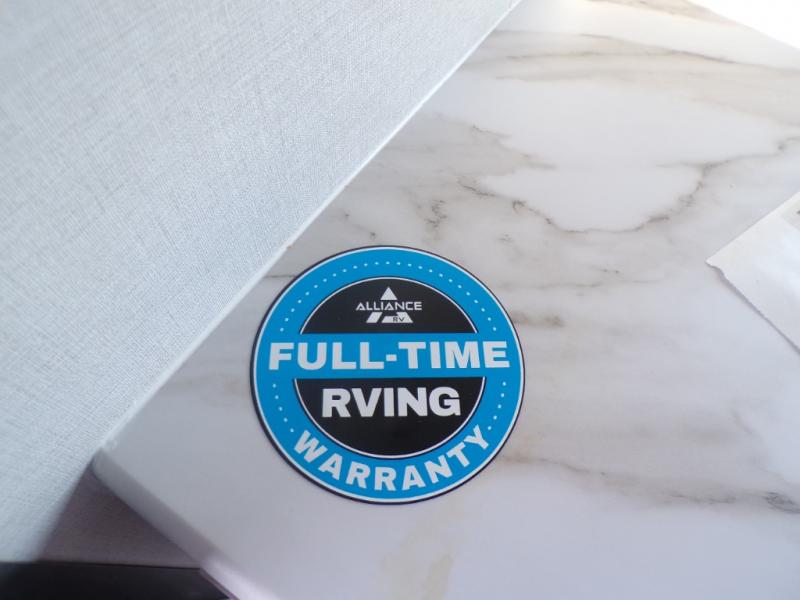 ALLIANCE
RV
FULL-TIME
RVING
WARRANTY